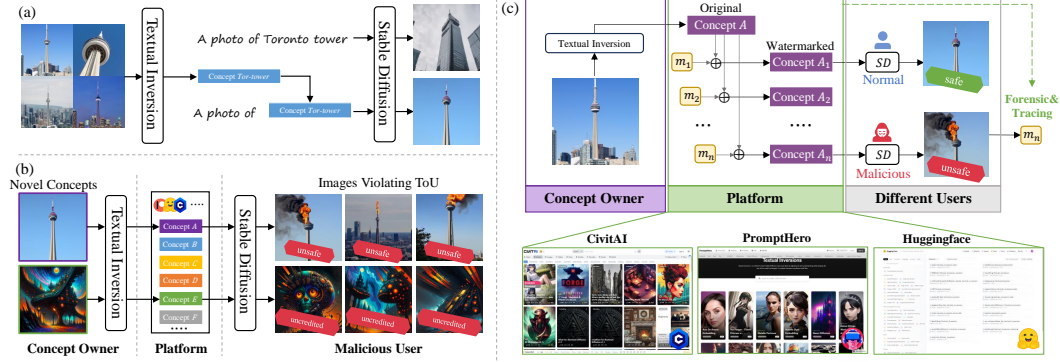 (a)
Textual Inversion
A photo of Toronto tower
Concept Tor-tower
A photo of
Concept Tor-tower
Stable Diffusion
(b)
Novel Concepts
Textual Inversion
Concept A
Concept B
Concept C
Concept D
Concept E
Concept F
Stable Diffusion
Images Violating ToU
unsafe
unsafe
unsafe
uncredited
uncredited
uncredited
Concept Owner
Platform
Malicious User
(c)
Textual Inversion
Original
Concept A
Watermarked
m1
Concept A1
m2
Concept A2
mn
Concept An
SD
Normal
safe
SD
Malicious
unsafe
Forensic&
Tracing
mn
Concept Owner
Platform
Different Users
CivitAI
PromptHero
Textual Inversions
Huggingface